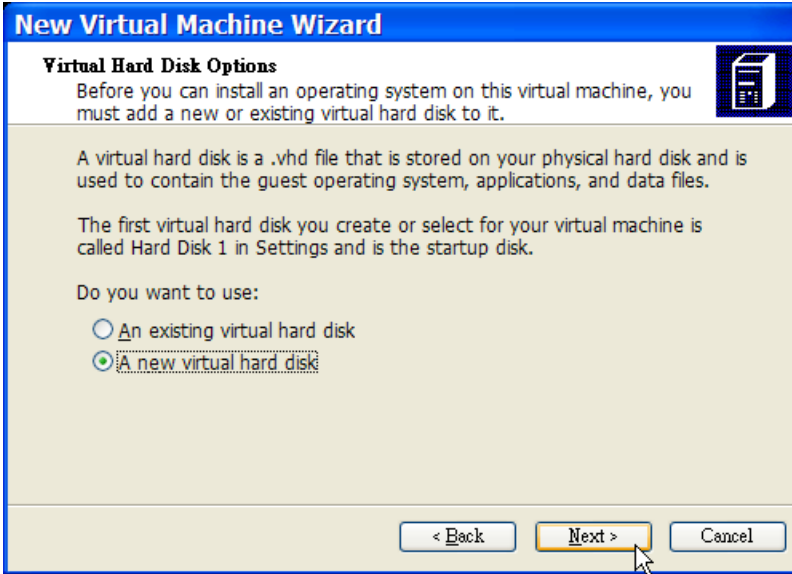 New Virtual Machine Wizard
Virtual Hard Disk Options
Before you can install an operating system on this virtual machine, you
must add a new or existing virtual hard disk to it.
A virtual hard disk is a .vhd file that is stored on your physical hard disk and is
used to contain the guest operating system, applications, and data files.
The first virtual hard disk you create or select for your virtual machine is
called Hard Disk 1 in Settings and is the startup disk.
Do you want to use:
An existing virtual hard disk
A new virtual hard disk
< Back Next > Cancel